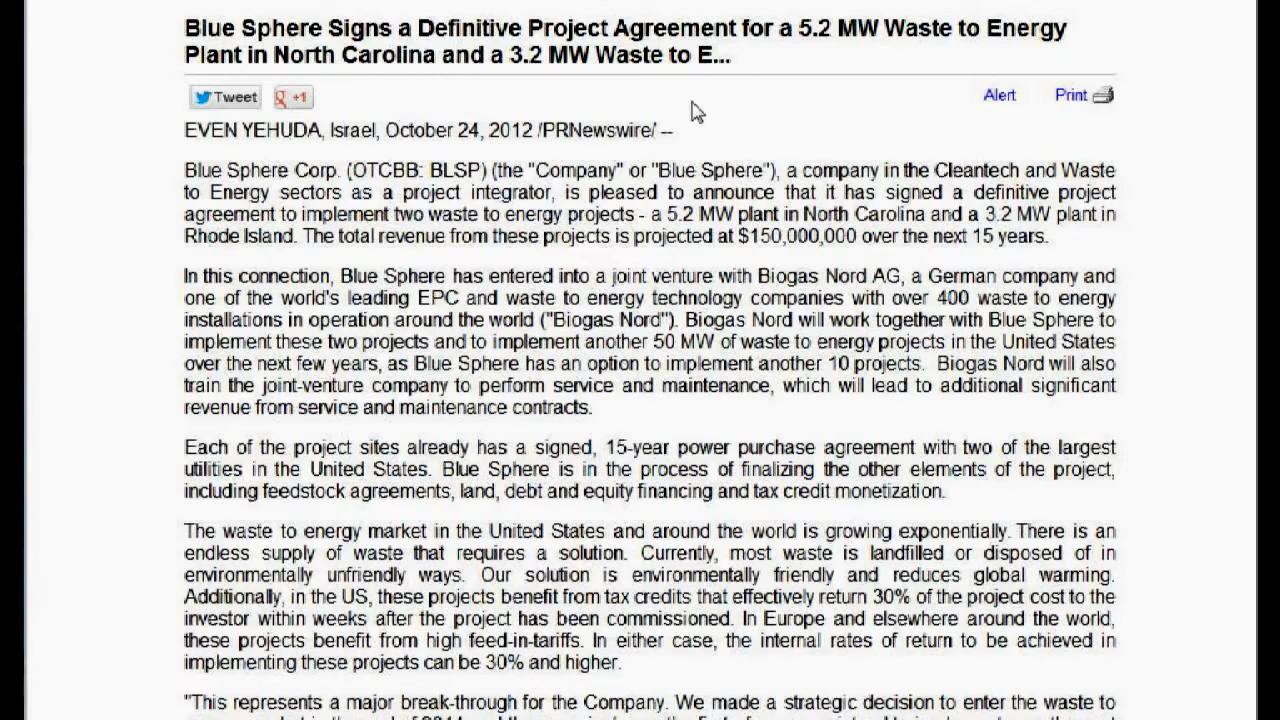 Blue Sphere Signs a Definitive Project Agreement for a 5.2 MW Waste to Energy
Plant in North Carolina and a 3.2 MW Waste to E...
Tweet +1 Alert Print
EVEN YEHUDA, Israel, October 24, 2012 /PRNewswire/ --
Blue Sphere Corp. (OTCBB: BLSP) (the "Company" or "Blue Sphere"), a company in the Cleantech and Waste
to Energy sectors as a project integrator, is pleased to announce that it has signed a definitive project
agreement to implement two waste to energy projects - a 5.2 MW plant in North Carolina and a 3.2 MW plant in
Rhode Island. The total revenue from these projects is projected at $150,000,000 over the next 15 years.
In this connection, Blue Sphere has entered into a joint venture with Biogas Nord AG, a German company and
one of the world's leading EPC and waste to energy technology companies with over 400 waste to energy
installations in operation around the world ("Biogas Nord"). Biogas Nord will work together with Blue Sphere to
implement these two projects and to implement another 50 MW of waste to energy projects in the United States
over the next few years, as Blue Sphere has an option to implement another 10 projects. Biogas Nord will also
train the joint-venture company to perform service and maintenance, which will lead to additional significant
revenue from service and maintenance contracts.
Each of the project sites already has a signed, 15-year power purchase agreement with two of the largest
utilities in the United States. Blue Sphere is in the process of finalizing the other elements of the project,
including feedstock agreements, land, debt and equity financing and tax credit monetization.
The waste to energy market in the United States and around the world is growing exponentially. There is an
endless supply of waste that requires a solution. Currently, most waste is landfilled or disposed of in
environmentally unfriendly ways. Our solution is environmentally friendly and reduces global warming.
Additionally, in the US, these projects benefit from tax credits that effectively return 30% of the project cost to the
investor within weeks after the project has been commissioned. In Europe and elsewhere around the world,
these projects benefit from high feed-in-tariffs. In either case, the internal rates of return to be achieved in
implementing these projects can be 30% and higher.
"This represents a major break-through for the Company. We made a strategic decision to enter the waste to